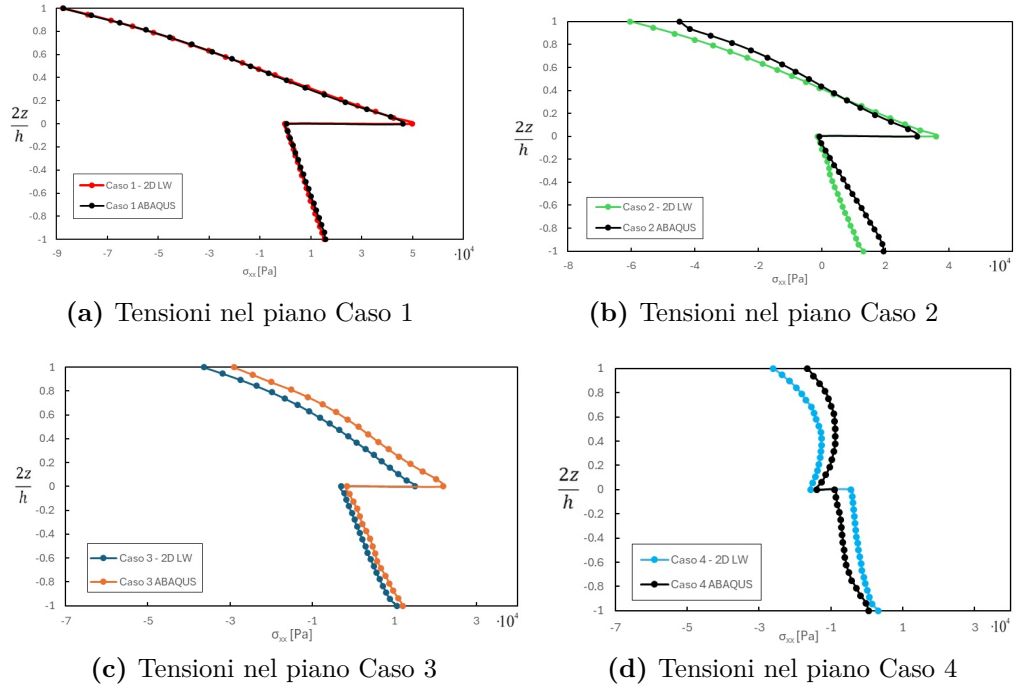 1
0.8
0.6
0.4
0.2
0
-0.2
-0.4
-0.6
-0.8
-1
2z
h
Caso 1 - 2D LW
Caso 1 ABAQUS
-9 -7 -5 -3 -1 1 3 5 ·10⁴
σxx [Pa]
(a) Tensioni nel piano Caso 1
1
0.8
0.6
0.4
0.2
0
-0.2
-0.4
-0.6
-0.8
-1
2z
h
Caso 2 - 2D LW
Caso 2 ABAQUS
-8 -6 -4 -2 0 2 4 ·10⁴
σxx [Pa]
(b) Tensioni nel piano Caso 2
1
0.8
0.6
0.4
0.2
0
-0.2
-0.4
-0.6
-0.8
-1
2z
h
Caso 3 - 2D LW
Caso 3 ABAQUS
-7 -5 -3 -1 1 3 ·10⁴
σxx [Pa]
(c) Tensioni nel piano Caso 3
1
0.8
0.6
0.4
0.2
0
-0.2
-0.4
-0.6
-0.8
-1
2z
h
Caso 4 - 2D LW
Caso 4 ABAQUS
-7 -5 -3 -1 1 3 ·10⁴
σxx [Pa]
(d) Tensioni nel piano Caso 4